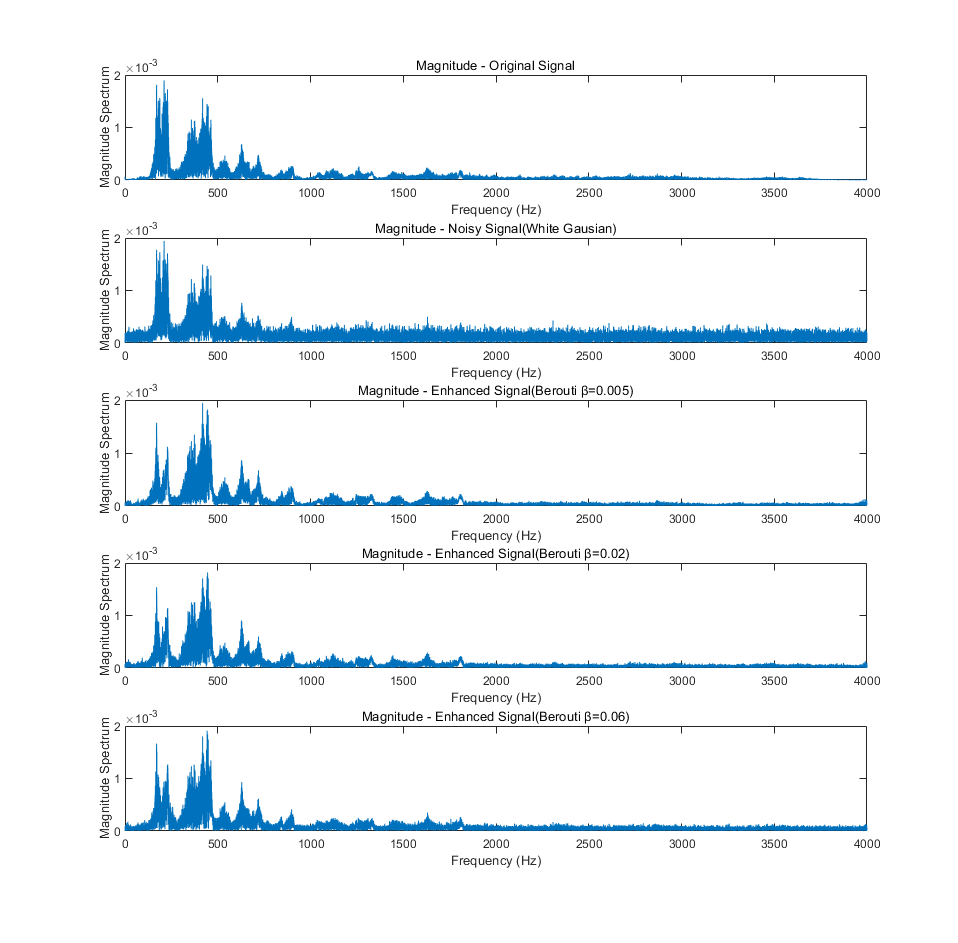 Magnitude - Original Signal
×10⁻³
Magnitude Spectrum
2
1
0
0 500 1000 1500 2000 2500 3000 3500 4000
Frequency (Hz)
Magnitude - Noisy Signal(White Gausian)
×10⁻³
Magnitude Spectrum
2
1
0
0 500 1000 1500 2000 2500 3000 3500 4000
Frequency (Hz)
Magnitude - Enhanced Signal(Berouti β=0.005)
×10⁻³
Magnitude Spectrum
2
1
0
0 500 1000 1500 2000 2500 3000 3500 4000
Frequency (Hz)
Magnitude - Enhanced Signal(Berouti β=0.02)
×10⁻³
Magnitude Spectrum
2
1
0
0 500 1000 1500 2000 2500 3000 3500 4000
Frequency (Hz)
Magnitude - Enhanced Signal(Berouti β=0.06)
×10⁻³
Magnitude Spectrum
2
1
0
0 500 1000 1500 2000 2500 3000 3500 4000
Frequency (Hz)